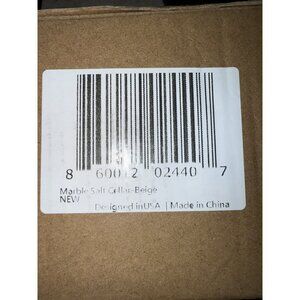 8 60012 02440 7
Marble Salt Cellar-Beige
NEW
Designed in USA | Made in China